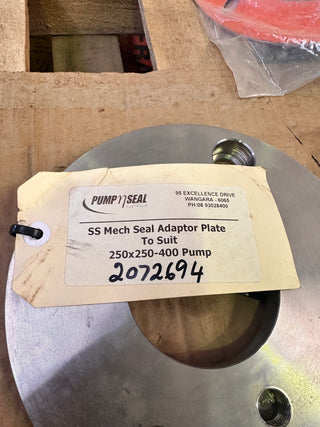 PUMP'N'SEAL
AUSTRALIA
95 EXCELLENCE DRIVE
WANGARA - 6065
PH:08 93028400
SS Mech Seal Adaptor Plate
To Suit
250x250-400 Pump
2072694